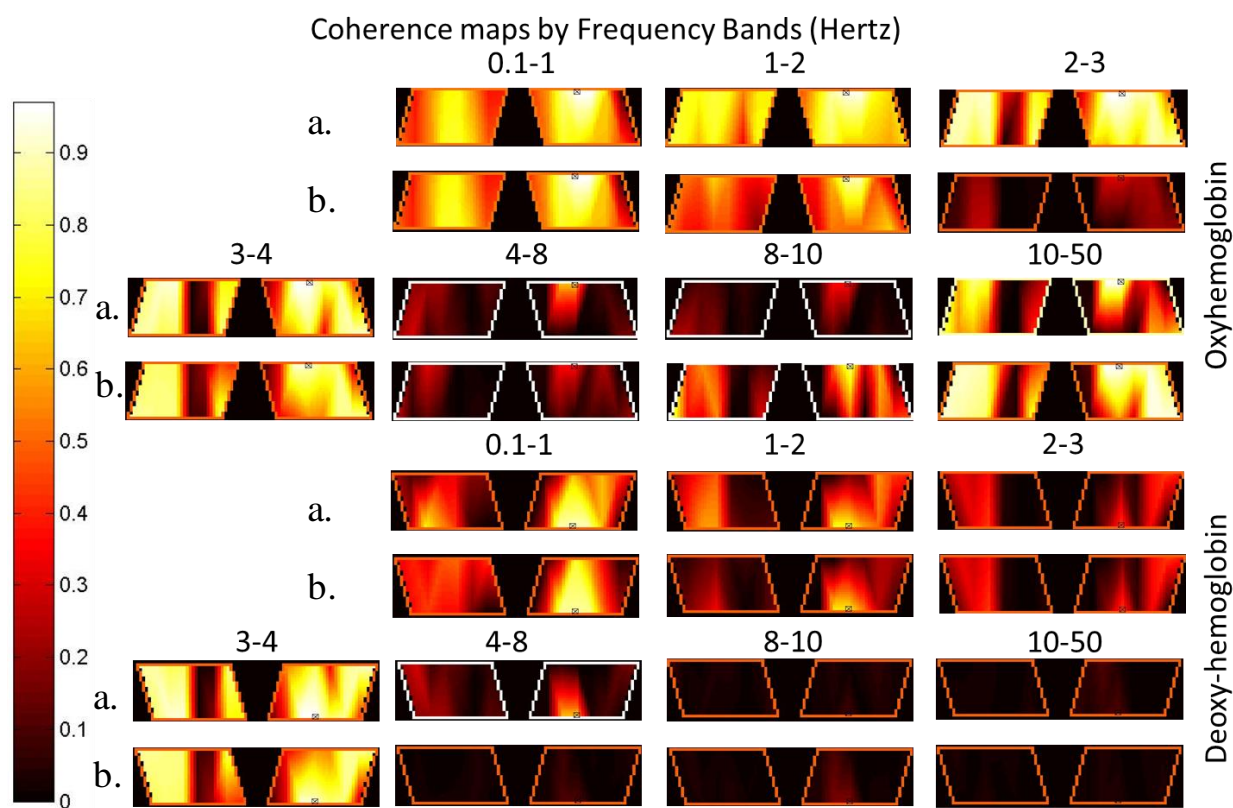 Coherence maps by Frequency Bands (Hertz)
0.1-1 1-2 2-3
a.
b.
3-4 4-8 8-10 10-50
a.
b.
Oxyhemoglobin
0.1-1 1-2 2-3
a.
b.
3-4 4-8 8-10 10-50
a.
b.
Deoxy-hemoglobin
0.9
0.8
0.7
0.6
0.5
0.4
0.3
0.2
0.1
0